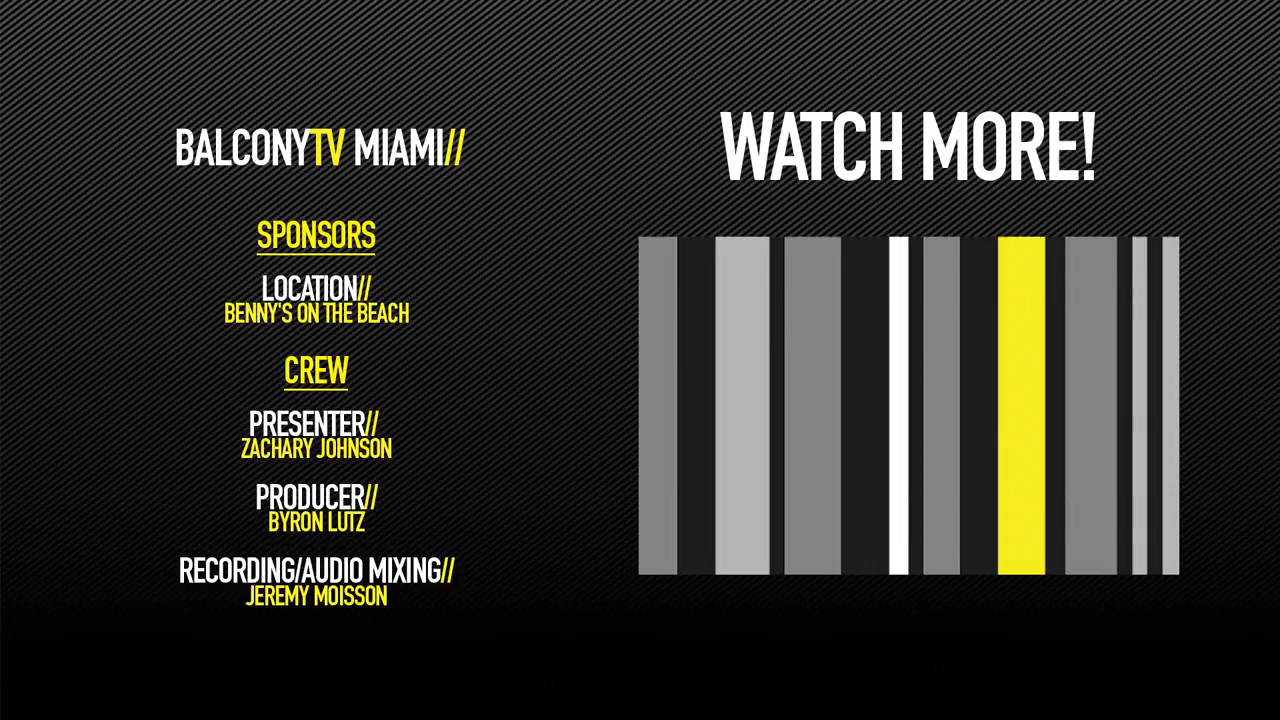 BALCONYTV MIAMI//
SPONSORS
LOCATION//
BENNY'S ON THE BEACH
CREW
PRESENTER//
ZACHARY JOHNSON
PRODUCER//
BYRON LUTZ
RECORDING/AUDIO MIXING//
JEREMY MOISSON
WATCH MORE!